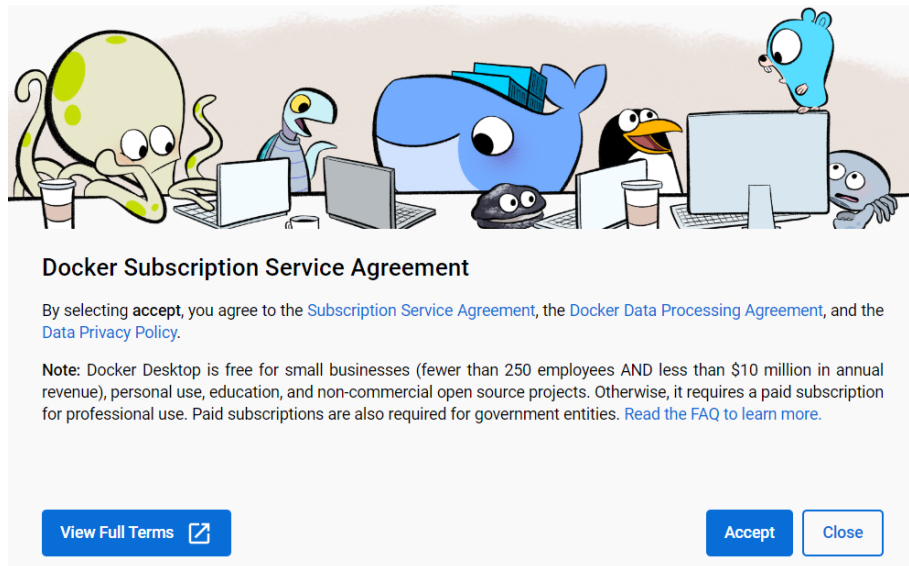 Docker Subscription Service Agreement
By selecting accept, you agree to the Subscription Service Agreement, the Docker Data Processing Agreement, and the
Data Privacy Policy.
Note: Docker Desktop is free for small businesses (fewer than 250 employees AND less than $10 million in annual
revenue), personal use, education, and non-commercial open source projects. Otherwise, it requires a paid subscription
for professional use. Paid subscriptions are also required for government entities. Read the FAQ to learn more.
View Full Terms
Accept
Close